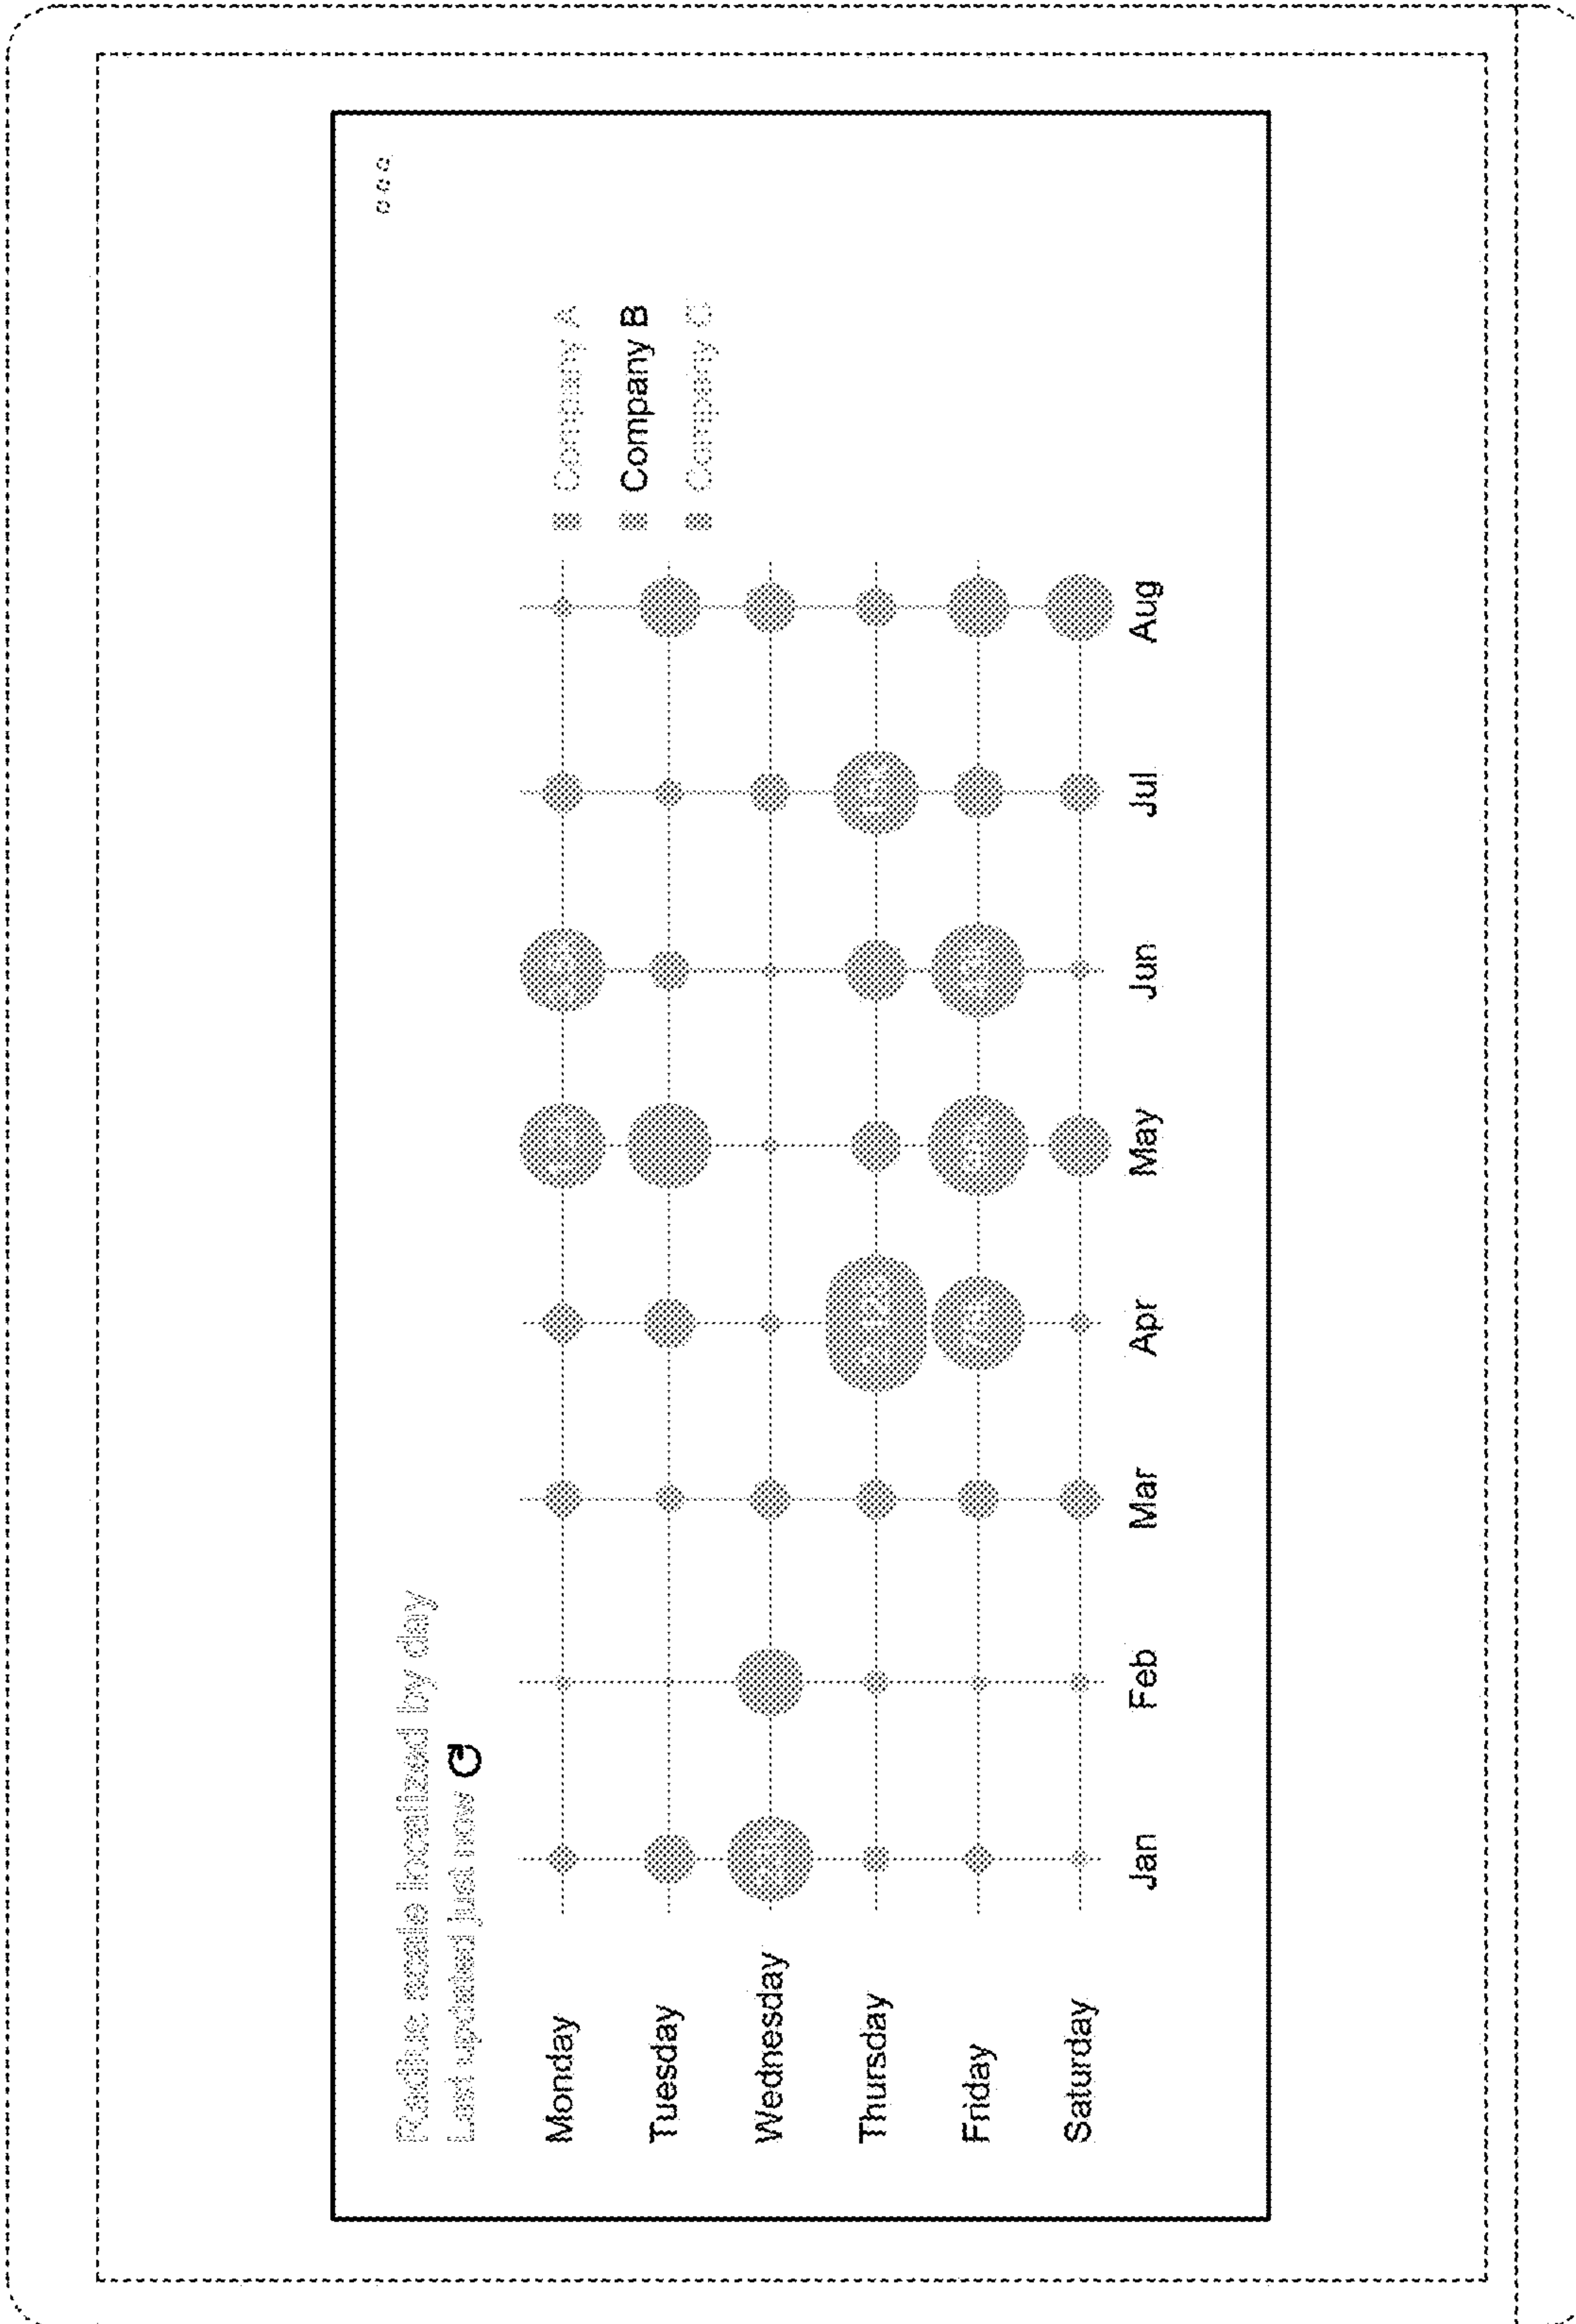 Radius scale localized by day
Last updated just now
Monday
Tuesday
Wednesday
Thursday
Friday
Saturday
Jan
Feb
Mar
Apr
May
Jun
Jul
Aug
Company A
Company B
Company C